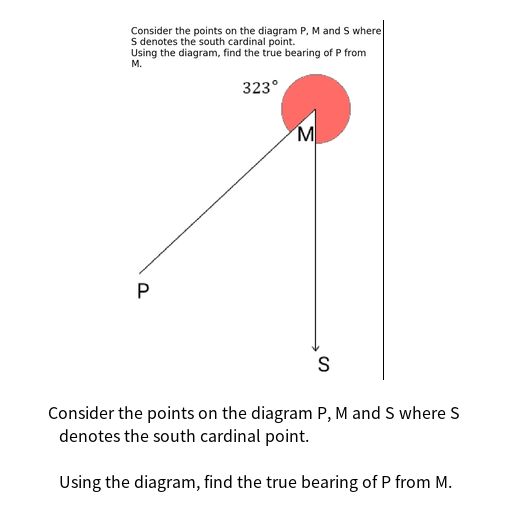 Consider the points on the diagram P, M and S where
S denotes the south cardinal point.
Using the diagram, find the true bearing of P from
M.
323°
M
P
S
Consider the points on the diagram P, M and S where S
denotes the south cardinal point.
Using the diagram, find the true bearing of P from M.